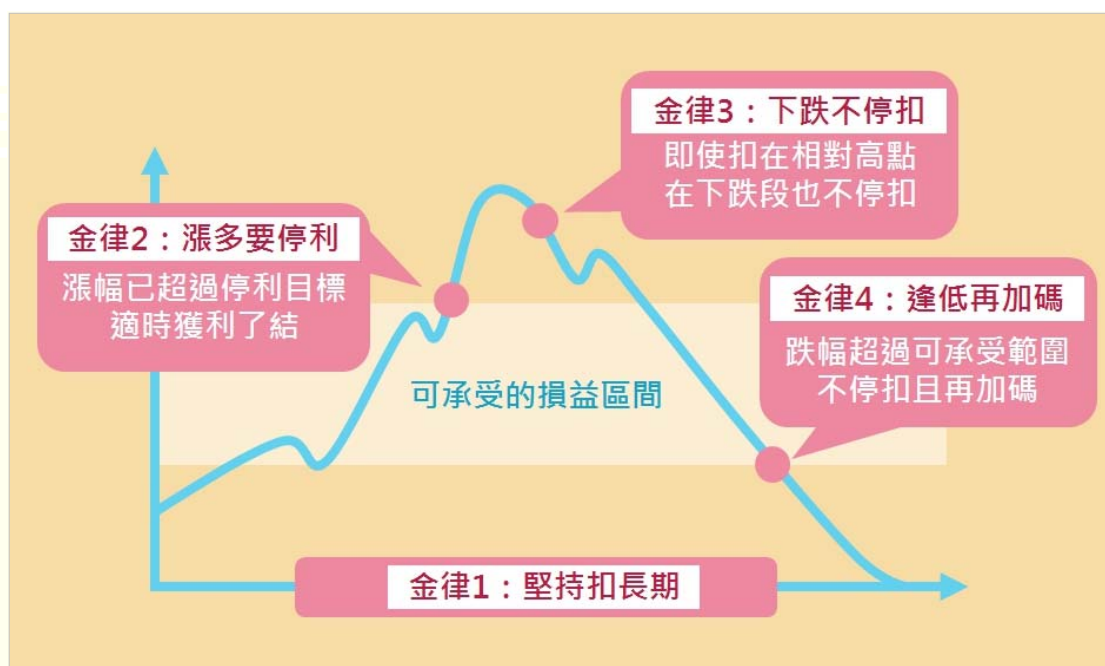 金律3：下跌不停扣
即使扣在相對高點
在下跌段也不停扣
金律2：漲多要停利
漲幅已超過停利目標
適時獲利了結
金律4：逢低再加碼
跌幅超過可承受範圍
不停扣且再加碼
可承受的損益區間
金律1：堅持扣長期